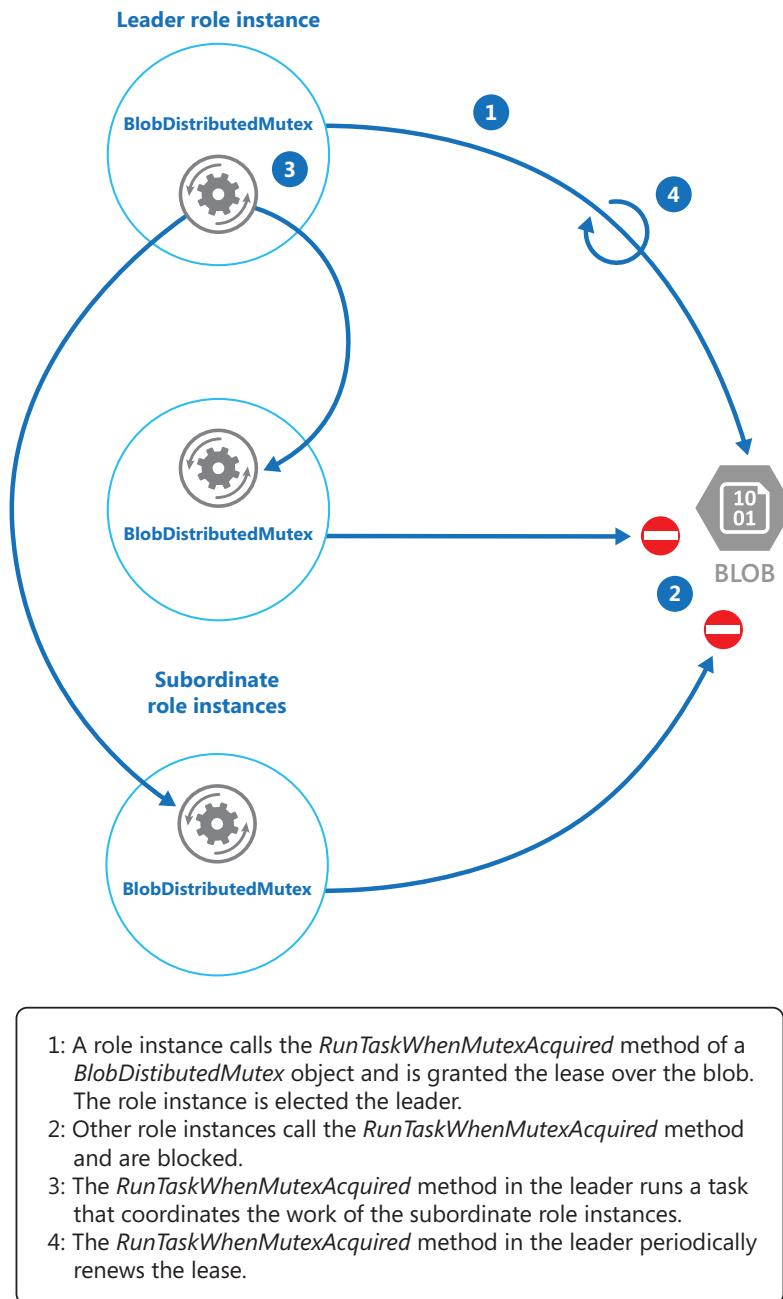 Leader role instance
BlobDistributedMutex
1
3
4
BlobDistributedMutex
10
01
BLOB
2
Subordinate
role instances
BlobDistributedMutex
1: A role instance calls the RunTaskWhenMutexAcquired method of a
BlobDistibutedMutex object and is granted the lease over the blob.
The role instance is elected the leader.
2: Other role instances call the RunTaskWhenMutexAcquired method
and are blocked.
3: The RunTaskWhenMutexAcquired method in the leader runs a task
that coordinates the work of the subordinate role instances.
4: The RunTaskWhenMutexAcquired method in the leader periodically
renews the lease.